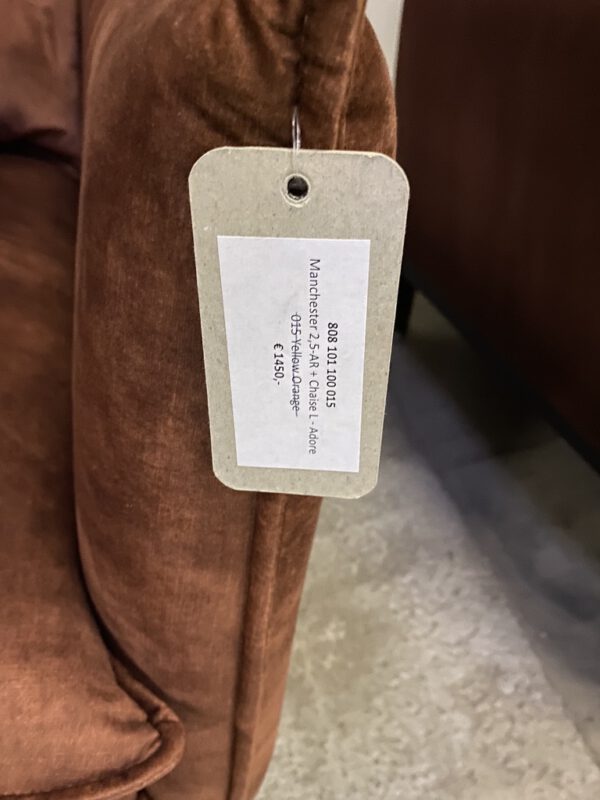 808 101 100 015
Manchester 2,5-AR + Chaise L - Adore
015 Yellow Orange
€ 1450,-